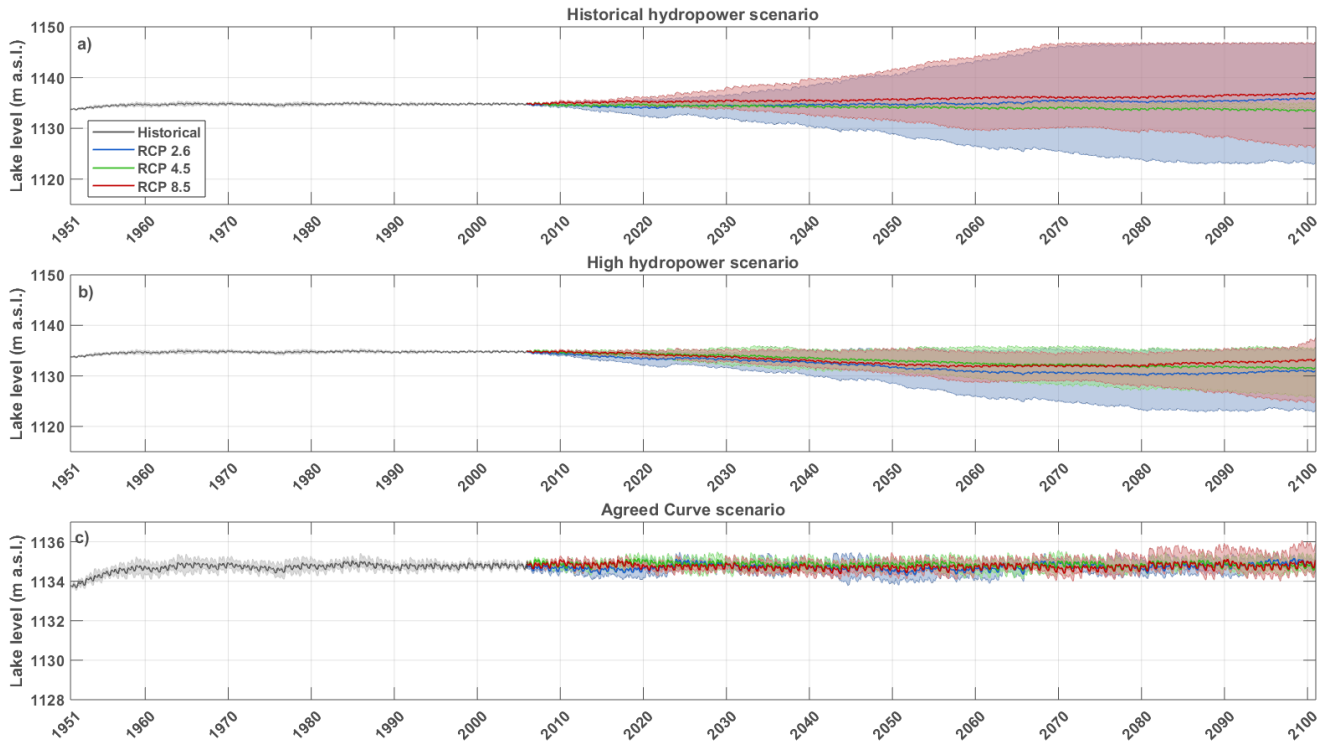 Historical hydropower scenario
a)
Lake level (m a.s.l.)
1150
1140
1130
1120
Historical
RCP 2.6
RCP 4.5
RCP 8.5
1951 1960 1970 1980 1990 2000 2010 2020 2030 2040 2050 2060 2070 2080 2090 2100
High hydropower scenario
b)
Lake level (m a.s.l.)
1150
1140
1130
1120
1951 1960 1970 1980 1990 2000 2010 2020 2030 2040 2050 2060 2070 2080 2090 2100
Agreed Curve scenario
c)
Lake level (m a.s.l.)
1136
1134
1132
1130
1128
1951 1960 1970 1980 1990 2000 2010 2020 2030 2040 2050 2060 2070 2080 2090 2100